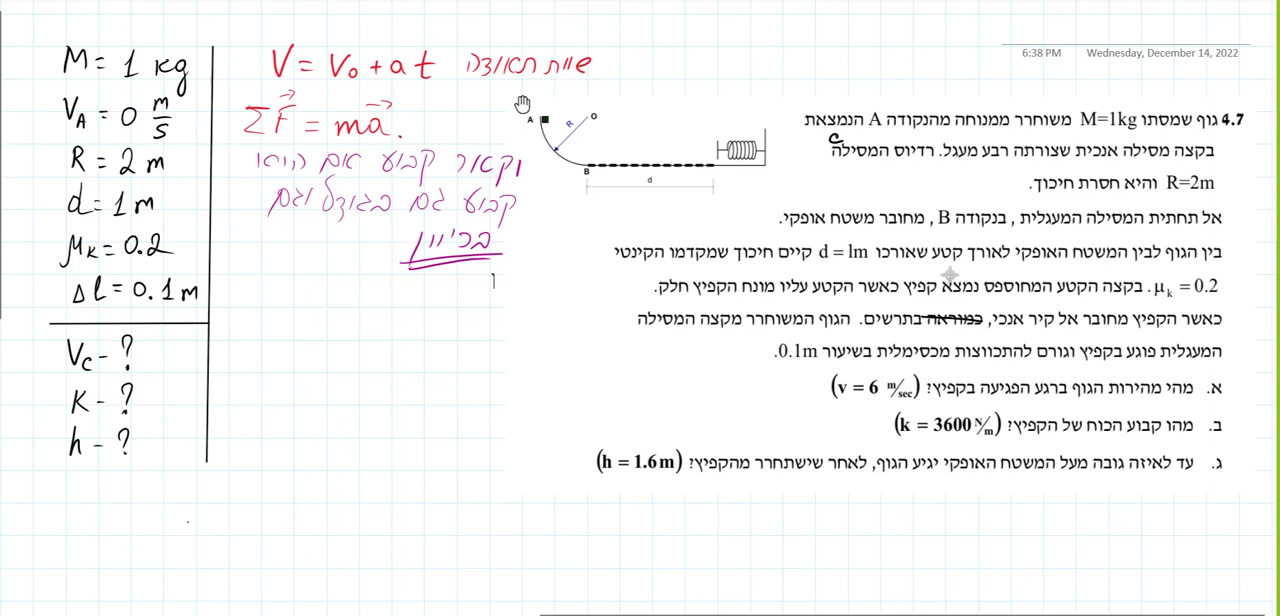 M = 1 kg
V_A = 0 m/s
R = 2 m
d = 1 m
μ_K = 0.2
Δl = 0.1 m
V_C - ?
K - ?
h - ?
V = V₀ + a t
ΣF⃗ = ma⃗.
וקטור קבוע אם הוא
קבוע גם בגודל וגם
בכיוון
6:38 PM Wednesday, December 14, 2022
A
O
R
B
d
C
4.7 גוף שמסתו M=1kg משוחרר ממנוחה מהנקודה A הנמצאת
בקצה מסילה אנכית שצורתה רבע מעגל. רדיוס המסילה
R=2m והיא חסרת חיכוך.
אל תחתית המסילה המעגלית, בנקודה B, מחובר משטח אופקי.
בין הגוף לבין המשטח האופקי לאורך קטע שאורכו d = lm קיים חיכוך שמקדמו הקינטי
μk = 0.2. בקצה הקטע המחוספס נמצא קפיץ כאשר הקטע עליו מונח הקפיץ חלק.
כאשר הקפיץ מחובר אל קיר אנכי, כמוראה בתרשים. הגוף המשוחרר מקצה המסילה
המעגלית פוגע בקפיץ וגורם להתכווצות מכסימלית בשיעור 0.1m.
א. מהי מהירות הגוף ברגע הפגיעה בקפיץ? (v = 6 m/sec)
ב. מהו קבוע הכוח של הקפיץ? (k = 3600 N/m)
ג. עד לאיזה גובה מעל המשטח האופקי יגיע הגוף, לאחר שישתחרר מהקפיץ? (h = 1.6m)